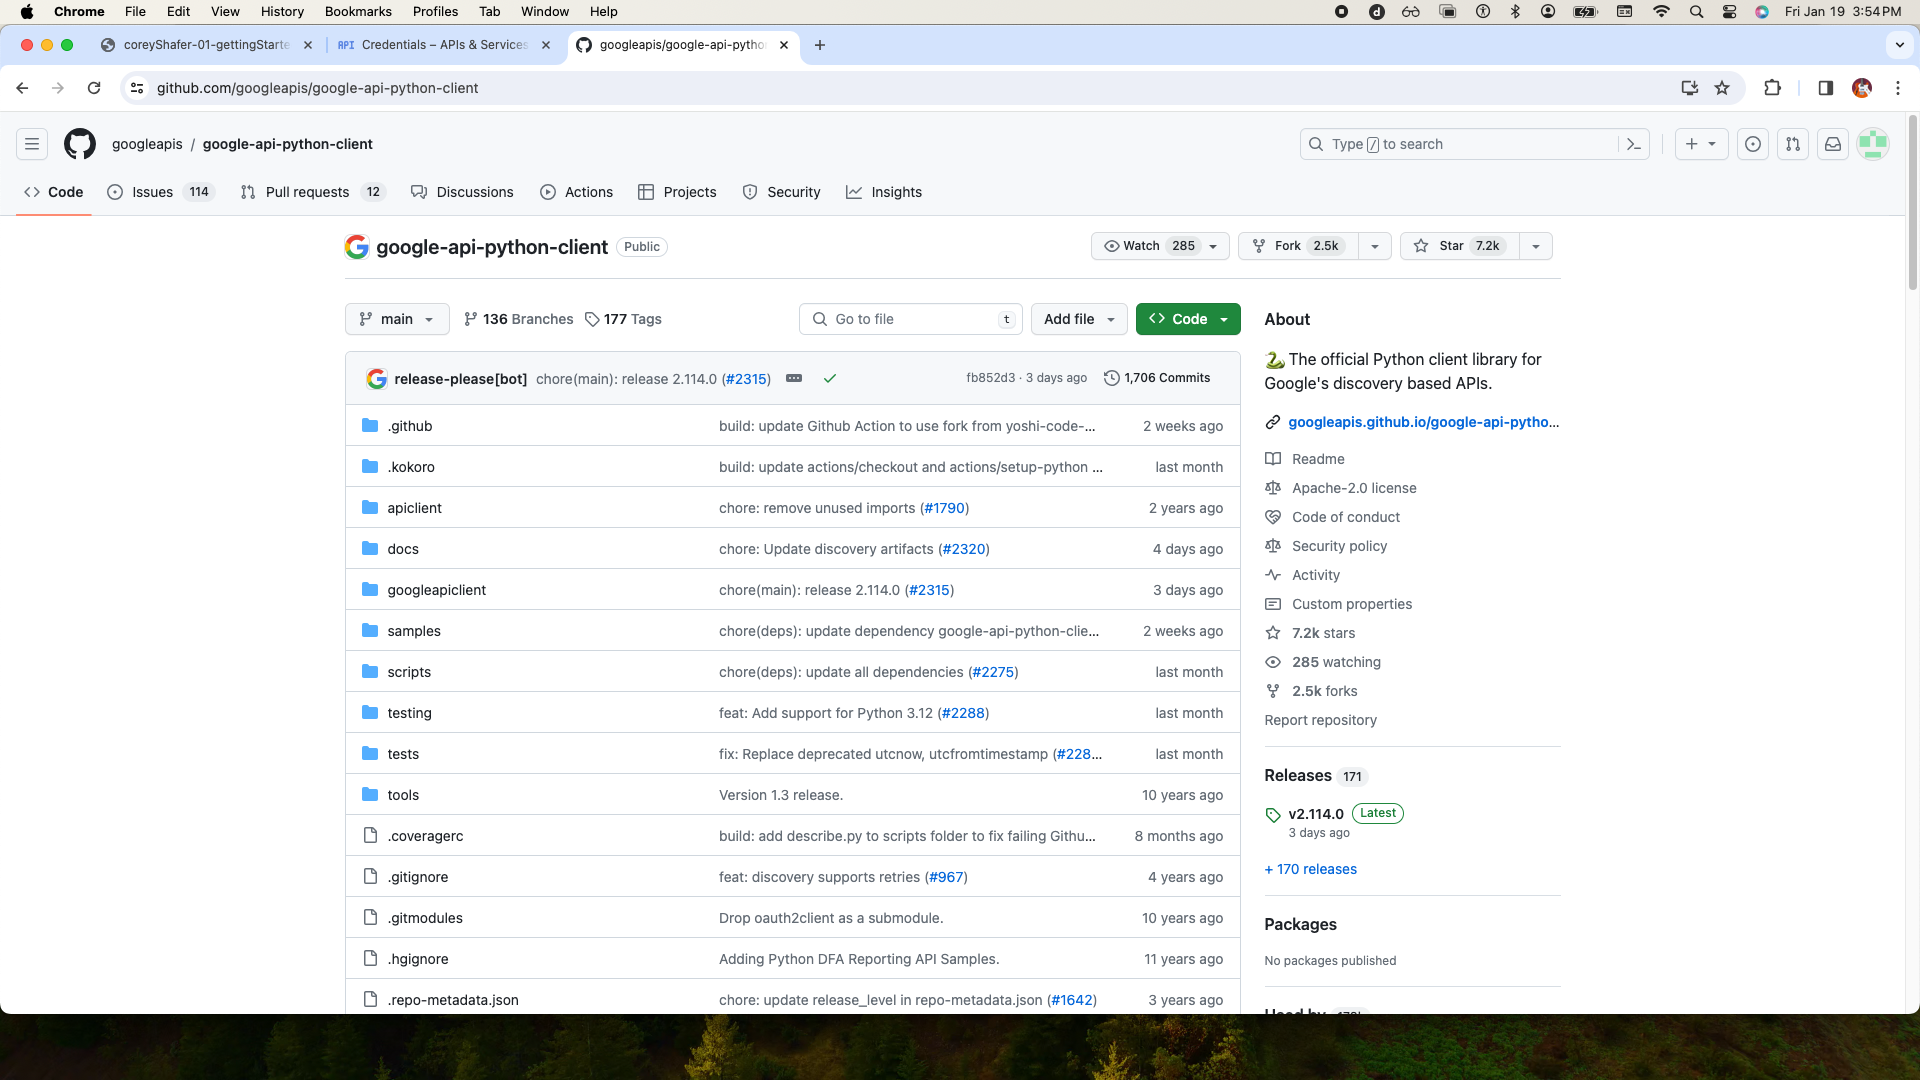 Chrome File Edit View History Bookmarks Profiles Tab Window Help Fri Jan 19 3:54 PM
coreyShafer-01-gettingStarte API Credentials – APIs & Services googleapis/google-api-pytho
github.com/googleapis/google-api-python-client
googleapis / google-api-python-client Type / to search
Code Issues 114 Pull requests 12 Discussions Actions Projects Security Insights
google-api-python-client Public Watch 285 Fork 2.5k Star 7.2k
main 136 Branches 177 Tags Go to file t Add file Code
release-please[bot] chore(main): release 2.114.0 (#2315) fb852d3 · 3 days ago 1,706 Commits
.github build: update Github Action to use fork from yoshi-code-... 2 weeks ago
.kokoro build: update actions/checkout and actions/setup-python ... last month
apiclient chore: remove unused imports (#1790) 2 years ago
docs chore: Update discovery artifacts (#2320) 4 days ago
googleapiclient chore(main): release 2.114.0 (#2315) 3 days ago
samples chore(deps): update dependency google-api-python-clie... 2 weeks ago
scripts chore(deps): update all dependencies (#2275) last month
testing feat: Add support for Python 3.12 (#2288) last month
tests fix: Replace deprecated utcnow, utcfromtimestamp (#228... last month
tools Version 1.3 release. 10 years ago
.coveragerc build: add describe.py to scripts folder to fix failing Githu... 8 months ago
.gitignore feat: discovery supports retries (#967) 4 years ago
.gitmodules Drop oauth2client as a submodule. 10 years ago
.hgignore Adding Python DFA Reporting API Samples. 11 years ago
.repo-metadata.json chore: update release_level in repo-metadata.json (#1642) 3 years ago
About
The official Python client library for
Google's discovery based APIs.
googleapis.github.io/google-api-pytho...
Readme
Apache-2.0 license
Code of conduct
Security policy
Activity
Custom properties
7.2k stars
285 watching
2.5k forks
Report repository
Releases 171
v2.114.0 Latest
3 days ago
+ 170 releases
Packages
No packages published
Used by